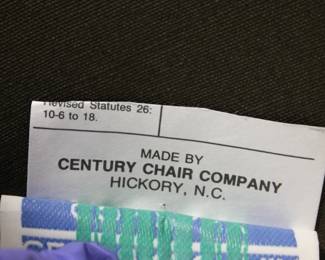 Revised Statutes 26:
10-6 to 18.
MADE BY
CENTURY CHAIR COMPANY
HICKORY, N.C.